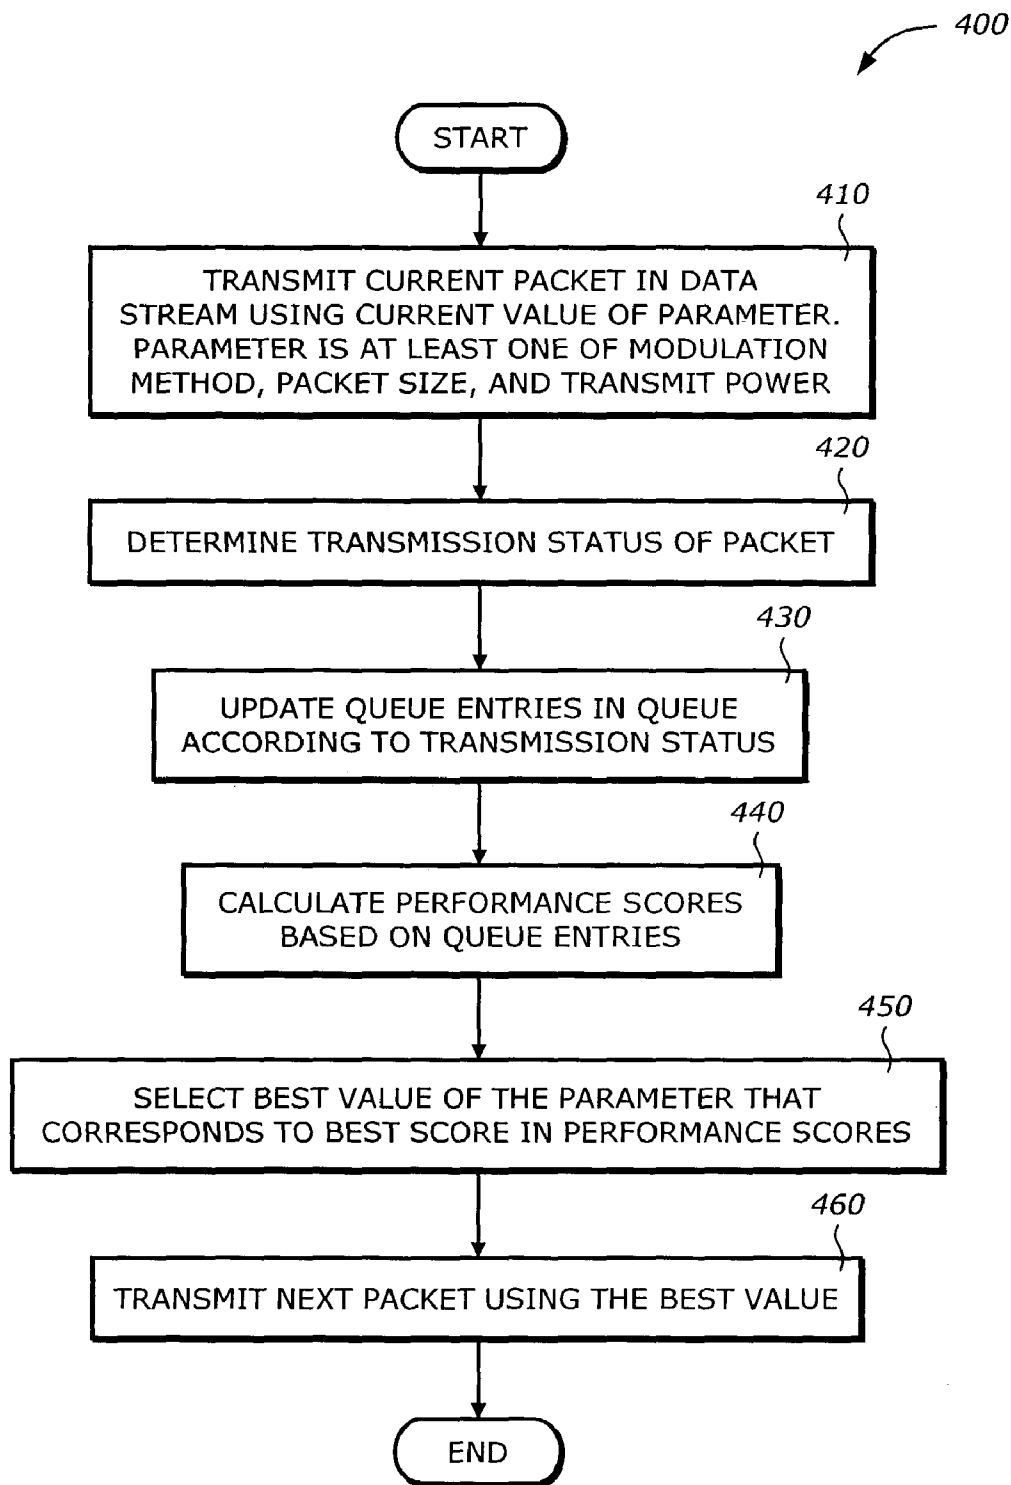 400
START
410
TRANSMIT CURRENT PACKET IN DATA
STREAM USING CURRENT VALUE OF PARAMETER.
PARAMETER IS AT LEAST ONE OF MODULATION
METHOD, PACKET SIZE, AND TRANSMIT POWER
420
DETERMINE TRANSMISSION STATUS OF PACKET
430
UPDATE QUEUE ENTRIES IN QUEUE
ACCORDING TO TRANSMISSION STATUS
440
CALCULATE PERFORMANCE SCORES
BASED ON QUEUE ENTRIES
450
SELECT BEST VALUE OF THE PARAMETER THAT
CORRESPONDS TO BEST SCORE IN PERFORMANCE SCORES
460
TRANSMIT NEXT PACKET USING THE BEST VALUE
END